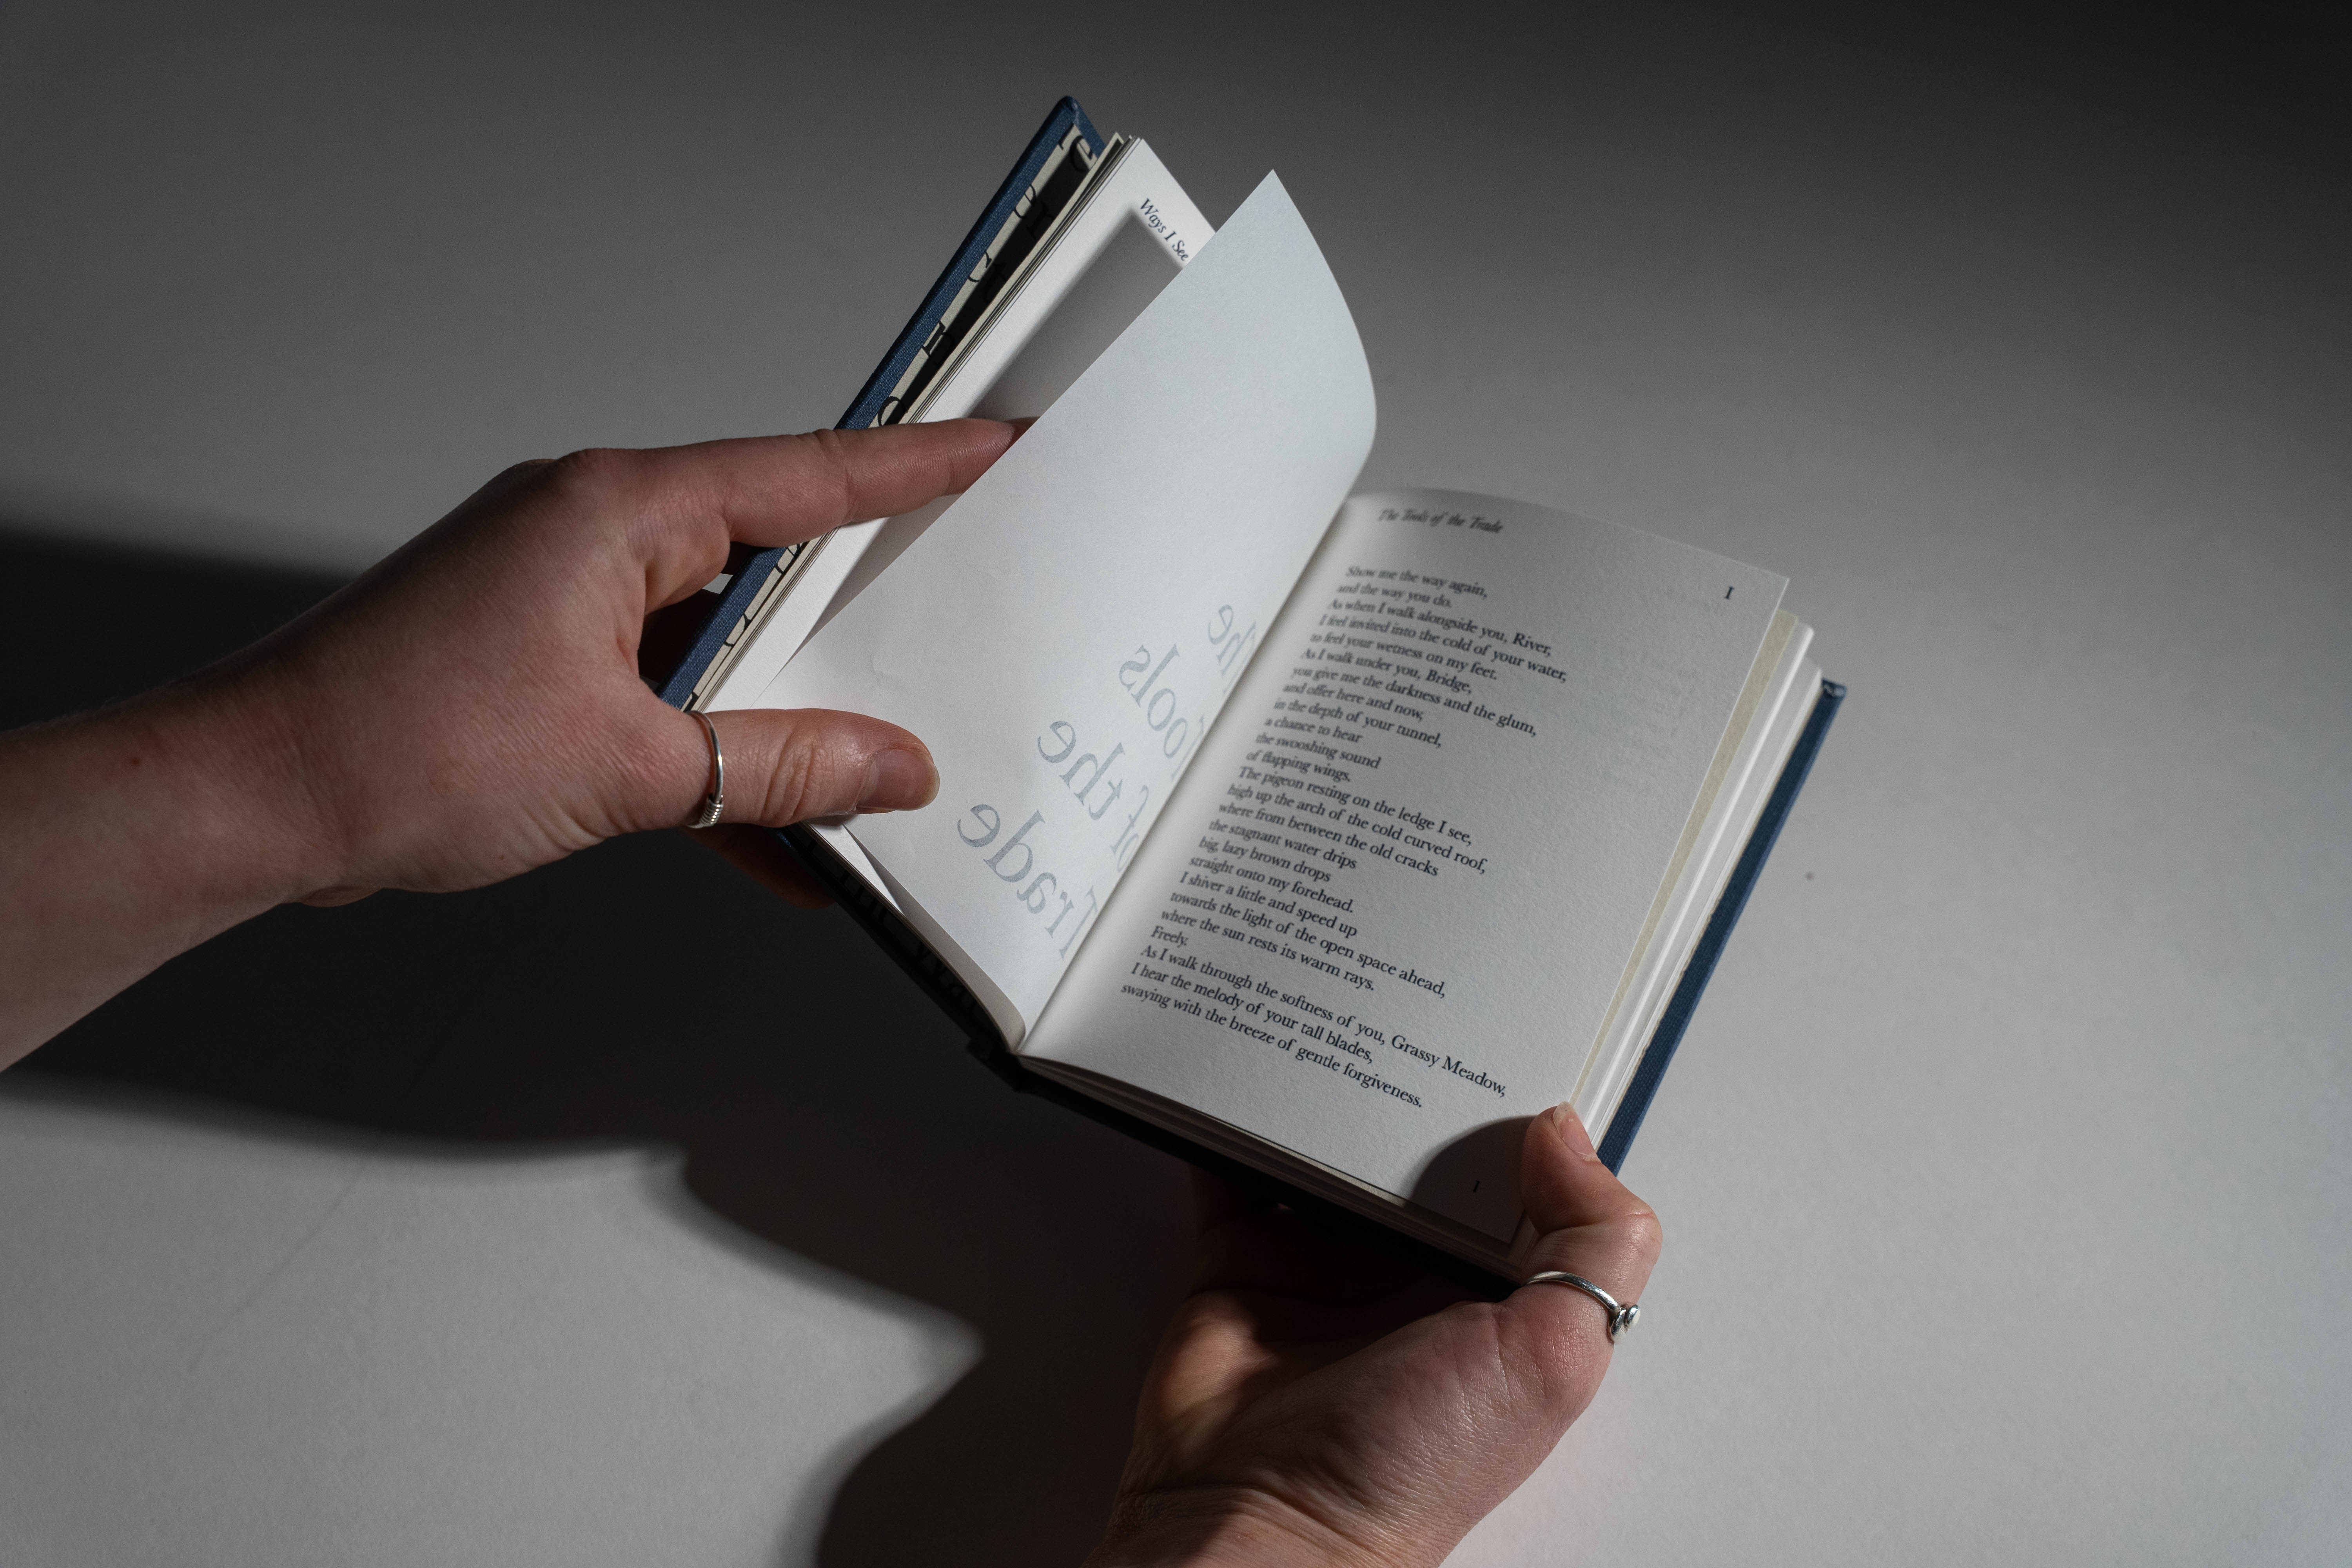 Ways I See
The Tools of the Trade
I
Show me the way again,
and the way you do.
As when I walk alongside you, River,
I feel invited into the cold of your water,
to feel your wetness on my feet.
As I walk under you, Bridge,
you give me the darkness and the glum,
and offer here and now,
in the depth of your tunnel,
a chance to hear
the swooshing sound
of flapping wings.
The pigeon resting on the ledge I see,
high up the arch of the cold curved roof,
where from between the old cracks
the stagnant water drips
big, lazy brown drops
straight onto my forehead.
I shiver a little and speed up
towards the light of the open space ahead,
where the sun rests its warm rays.
Freely.
As I walk through the softness of you, Grassy Meadow,
I hear the melody of your tall blades,
swaying with the breeze of gentle forgiveness.
1
The
Tools
of the
Trade